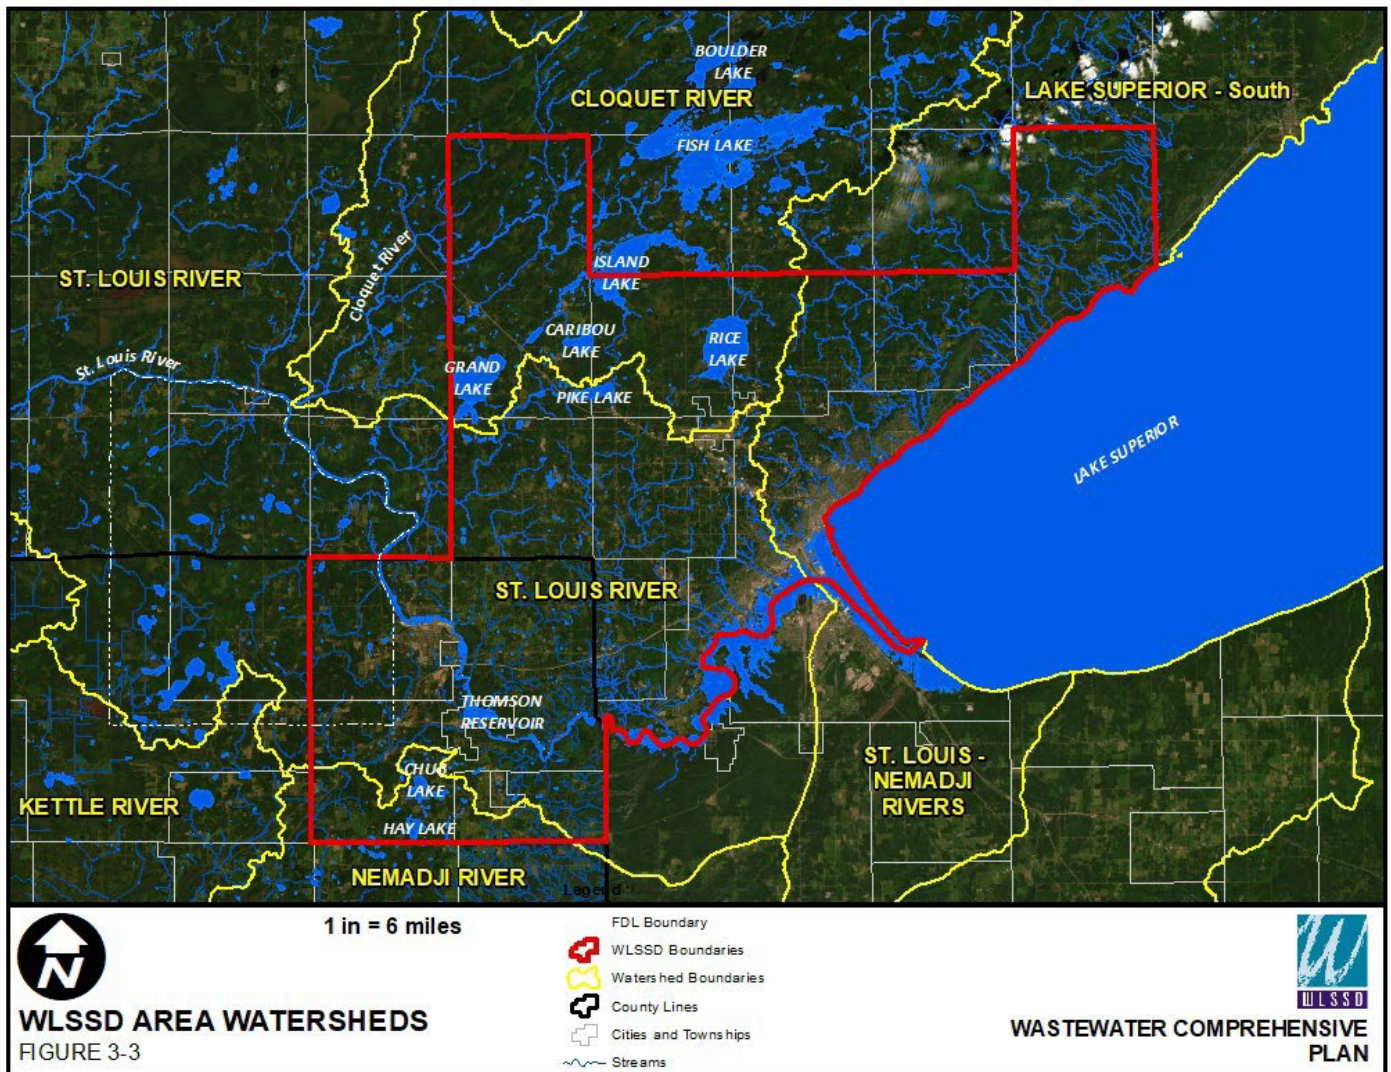 BOULDER
LAKE
CLOQUET RIVER
LAKE SUPERIOR - South
FISH LAKE
ST. LOUIS RIVER
Cloquet River
ISLAND
LAKE
CARIBOU
LAKE
RICE
LAKE
St. Louis River
GRAND
LAKE
PIKE LAKE
LAKE SUPERIOR
ST. LOUIS RIVER
THOMSON
RESERVOIR
ST. LOUIS -
NEMADJI
RIVERS
CHUB
LAKE
KETTLE RIVER
HAY LAKE
NEMADJI RIVER
Legend
N
1 in = 6 miles
FDL Boundary
WLSSD Boundaries
Watershed Boundaries
County Lines
Cities and Townships
Streams
WLSSD AREA WATERSHEDS
FIGURE 3-3
W
WLSSD
WASTEWATER COMPREHENSIVE
PLAN